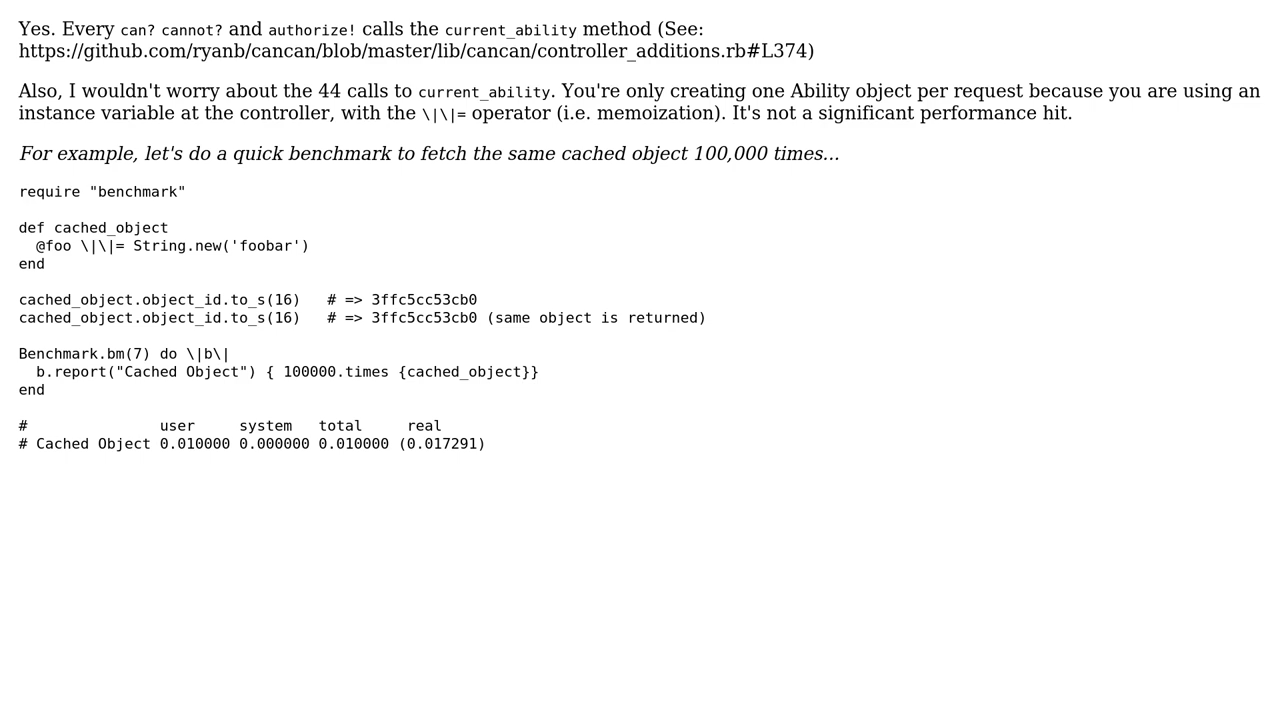 Yes. Every can? cannot? and authorize! calls the current_ability method (See:
https://github.com/ryanb/cancan/blob/master/lib/cancan/controller_additions.rb#L374)
Also, I wouldn't worry about the 44 calls to current_ability. You're only creating one Ability object per request because you are using an
instance variable at the controller, with the \|\|= operator (i.e. memoization). It's not a significant performance hit.
For example, let's do a quick benchmark to fetch the same cached object 100,000 times...
require "benchmark"
def cached_object
  @foo \|\|= String.new('foobar')
end
cached_object.object_id.to_s(16)   # => 3ffc5cc53cb0
cached_object.object_id.to_s(16)   # => 3ffc5cc53cb0 (same object is returned)
Benchmark.bm(7) do \|b\|
  b.report("Cached Object") { 100000.times {cached_object}}
end
#               user     system   total     real
# Cached Object 0.010000 0.000000 0.010000 (0.017291)